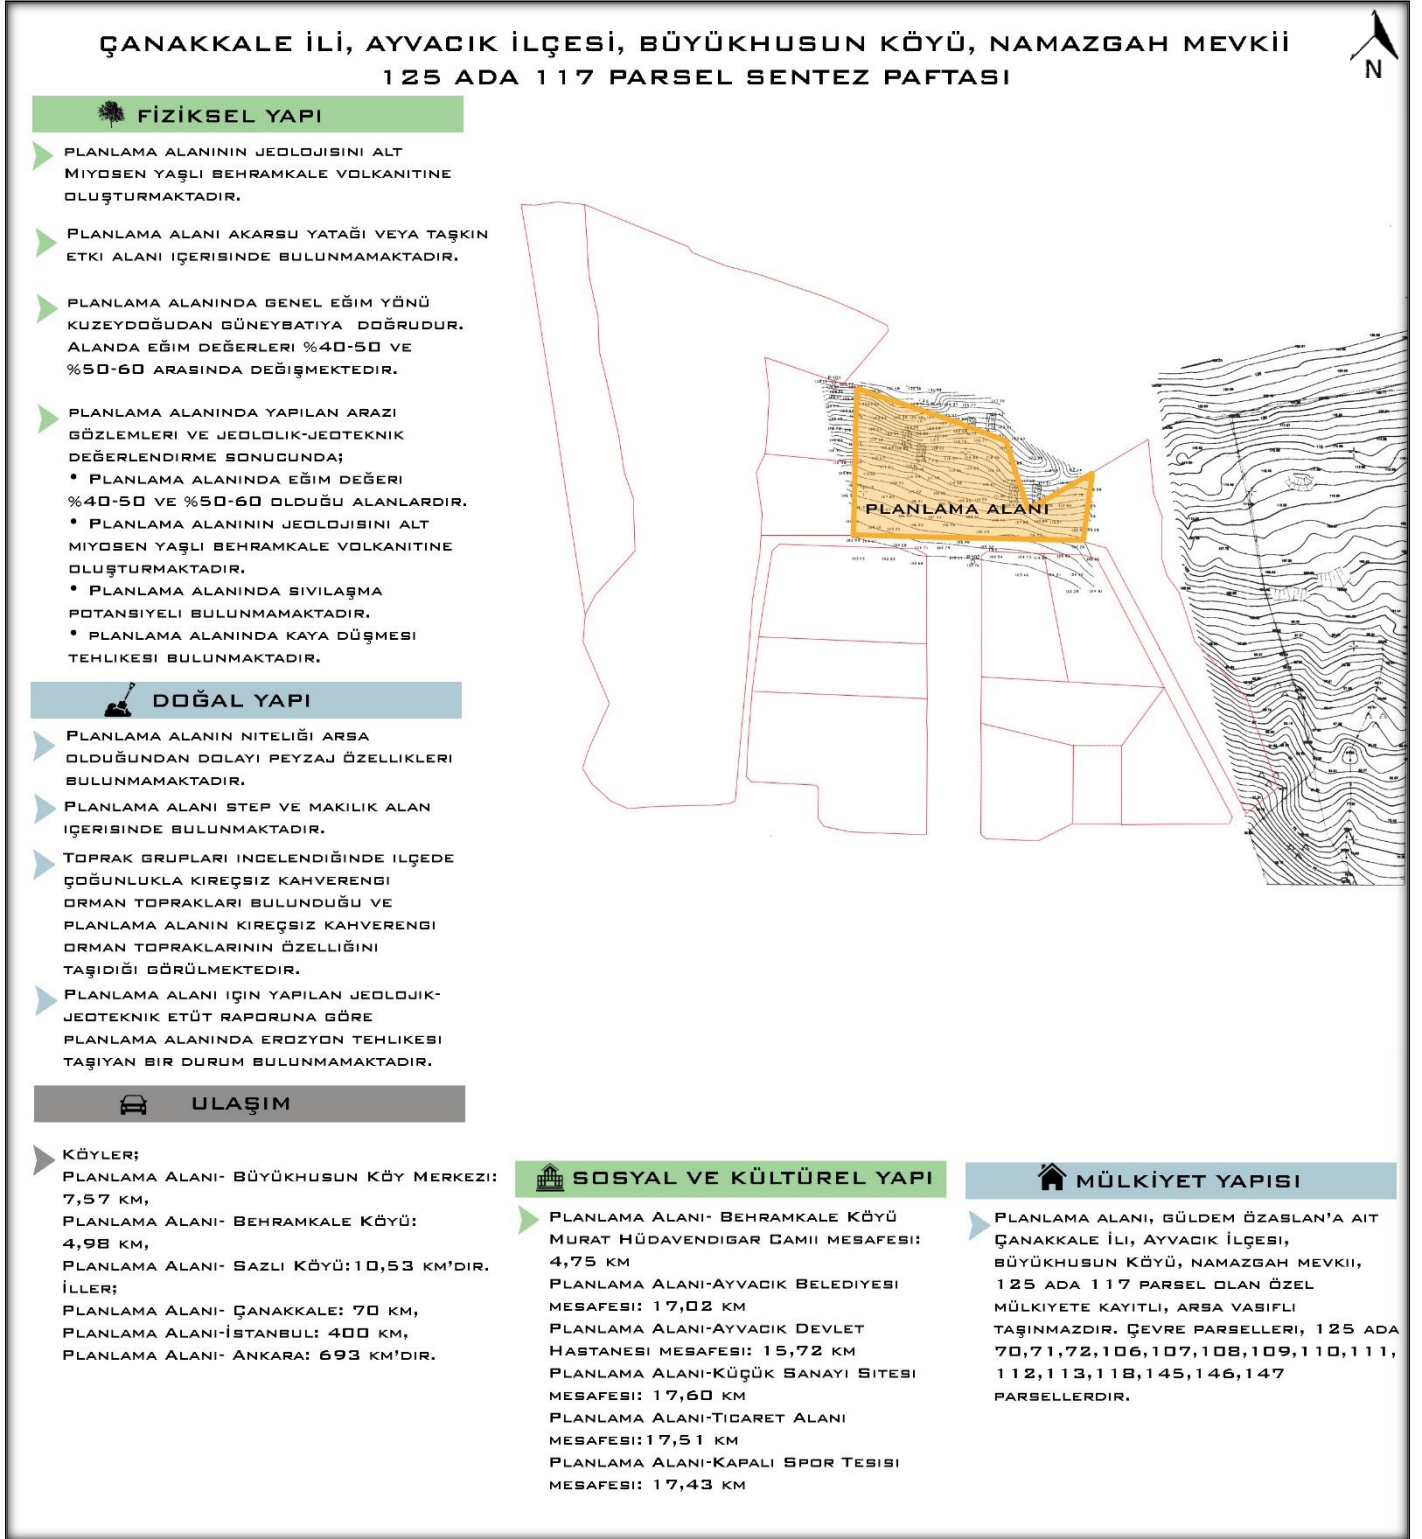 ÇANAKKALE İLİ, AYVACIK İLÇESİ, BÜYÜKHUSUN KÖYÜ, NAMAZGAH MEVKİİ
125 ADA 117 PARSEL SENTEZ PAFTASI
N
FİZİKSEL YAPI
PLANLAMA ALANININ JEOLOJISINI ALT
MIYOSEN YAŞLI BEHRAMKALE VOLKANITINE
OLUŞTURMAKTADIR.
PLANLAMA ALANI AKARSU YATAĞI VEYA TAŞKIN
ETKI ALANI IÇERISINDE BULUNMAMAKTADIR.
PLANLAMA ALANINDA GENEL EĞIM YÖNÜ
KUZEYDOĞUDAN GÜNEYBATIYA DOĞRUDUR.
ALANDA EĞIM DEĞERLERI %40-50 VE
%50-60 ARASINDA DEĞIŞMEKTEDIR.
PLANLAMA ALANINDA YAPILAN ARAZI
GÖZLEMLERI VE JEOLOLIK-JEOTEKNIK
DEĞERLENDIRME SONUCUNDA;
• PLANLAMA ALANINDA EĞIM DEĞERI
%40-50 VE %50-60 OLDUĞU ALANLARDIR.
• PLANLAMA ALANININ JEOLOJISINI ALT
MIYOSEN YAŞLI BEHRAMKALE VOLKANITINE
OLUŞTURMAKTADIR.
• PLANLAMA ALANINDA SIVILAŞMA
POTANSIYELI BULUNMAMAKTADIR.
• PLANLAMA ALANINDA KAYA DÜŞMESI
TEHLIKESI BULUNMAKTADIR.
PLANLAMA ALANI
DOĞAL YAPI
PLANLAMA ALANIN NITELIĞI ARSA
OLDUĞUNDAN DOLAYI PEYZAJ ÖZELLIKLERI
BULUNMAMAKTADIR.
PLANLAMA ALANI STEP VE MAKILIK ALAN
IÇERISINDE BULUNMAKTADIR.
TOPRAK GRUPLARI INCELENDIĞINDE ILÇEDE
ÇOĞUNLUKLA KIREÇSIZ KAHVERENGI
ORMAN TOPRAKLARI BULUNDUĞU VE
PLANLAMA ALANIN KIREÇSIZ KAHVERENGI
ORMAN TOPRAKLARININ ÖZELLIĞINI
TAŞIDIĞI GÖRÜLMEKTEDIR.
PLANLAMA ALANI IÇIN YAPILAN JEOLOJIK-
JEOTEKNIK ETÜT RAPORUNA GÖRE
PLANLAMA ALANINDA EROZYON TEHLIKESI
TAŞIYAN BIR DURUM BULUNMAMAKTADIR.
ULAŞIM
KÖYLER;
PLANLAMA ALANI- BÜYÜKHUSUN KÖY MERKEZI:
7,57 KM,
PLANLAMA ALANI- BEHRAMKALE KÖYÜ:
4,98 KM,
PLANLAMA ALANI- SAZLI KÖYÜ:10,53 KM'DIR.
İLLER;
PLANLAMA ALANI- ÇANAKKALE: 70 KM,
PLANLAMA ALANI-İSTANBUL: 400 KM,
PLANLAMA ALANI- ANKARA: 693 KM'DIR.
SOSYAL VE KÜLTÜREL YAPI
PLANLAMA ALANI- BEHRAMKALE KÖYÜ
MURAT HÜDAVENDIGAR CAMII MESAFESI:
4,75 KM
PLANLAMA ALANI-AYVACIK BELEDIYESI
MESAFESI: 17,02 KM
PLANLAMA ALANI-AYVACIK DEVLET
HASTANESI MESAFESI: 15,72 KM
PLANLAMA ALANI-KÜÇÜK SANAYI SITESI
MESAFESI: 17,60 KM
PLANLAMA ALANI-TICARET ALANI
MESAFESI:17,51 KM
PLANLAMA ALANI-KAPALI SPOR TESISI
MESAFESI: 17,43 KM
MÜLKİYET YAPISI
PLANLAMA ALANI, GÜLDEM ÖZASLAN'A AIT
ÇANAKKALE İLI, AYVACIK İLÇESI,
BÜYÜKHUSUN KÖYÜ, NAMAZGAH MEVKII,
125 ADA 117 PARSEL OLAN ÖZEL
MÜLKIYETE KAYITLI, ARSA VASIFLI
TAŞINMAZDIR. ÇEVRE PARSELLERI, 125 ADA
70,71,72,106,107,108,109,110,111,
112,113,118,145,146,147
PARSELLERDIR.